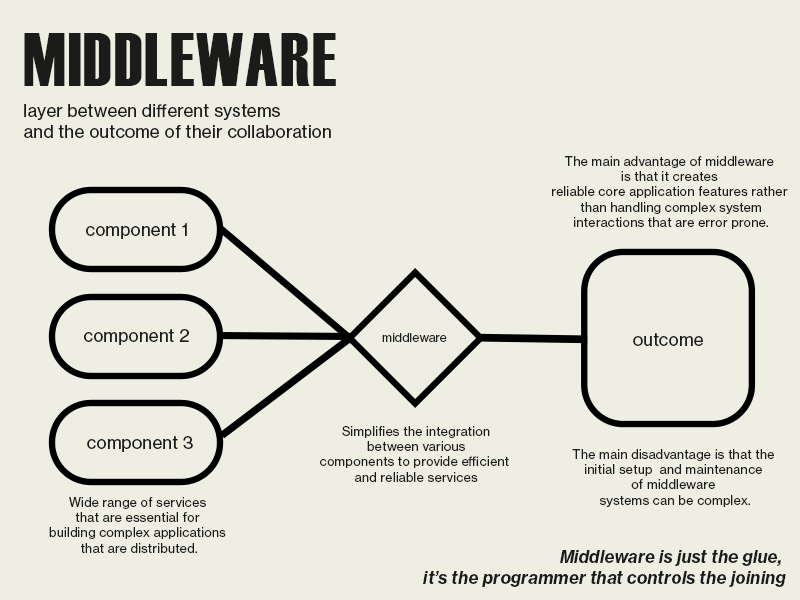 MIDDLEWARE
layer between different systems
and the outcome of their collaboration
component 1
component 2
component 3
Wide range of services
that are essential for
building complex applications
that are distributed.
middleware
Simplifies the integration
between various
components to provide efficient
and reliable services
The main advantage of middleware
is that it creates
reliable core application features rather
than handling complex system
interactions that are error prone.
outcome
The main disadvantage is that the
initial setup and maintenance
of middleware
systems can be complex.
Middleware is just the glue,
it's the programmer that controls the joining